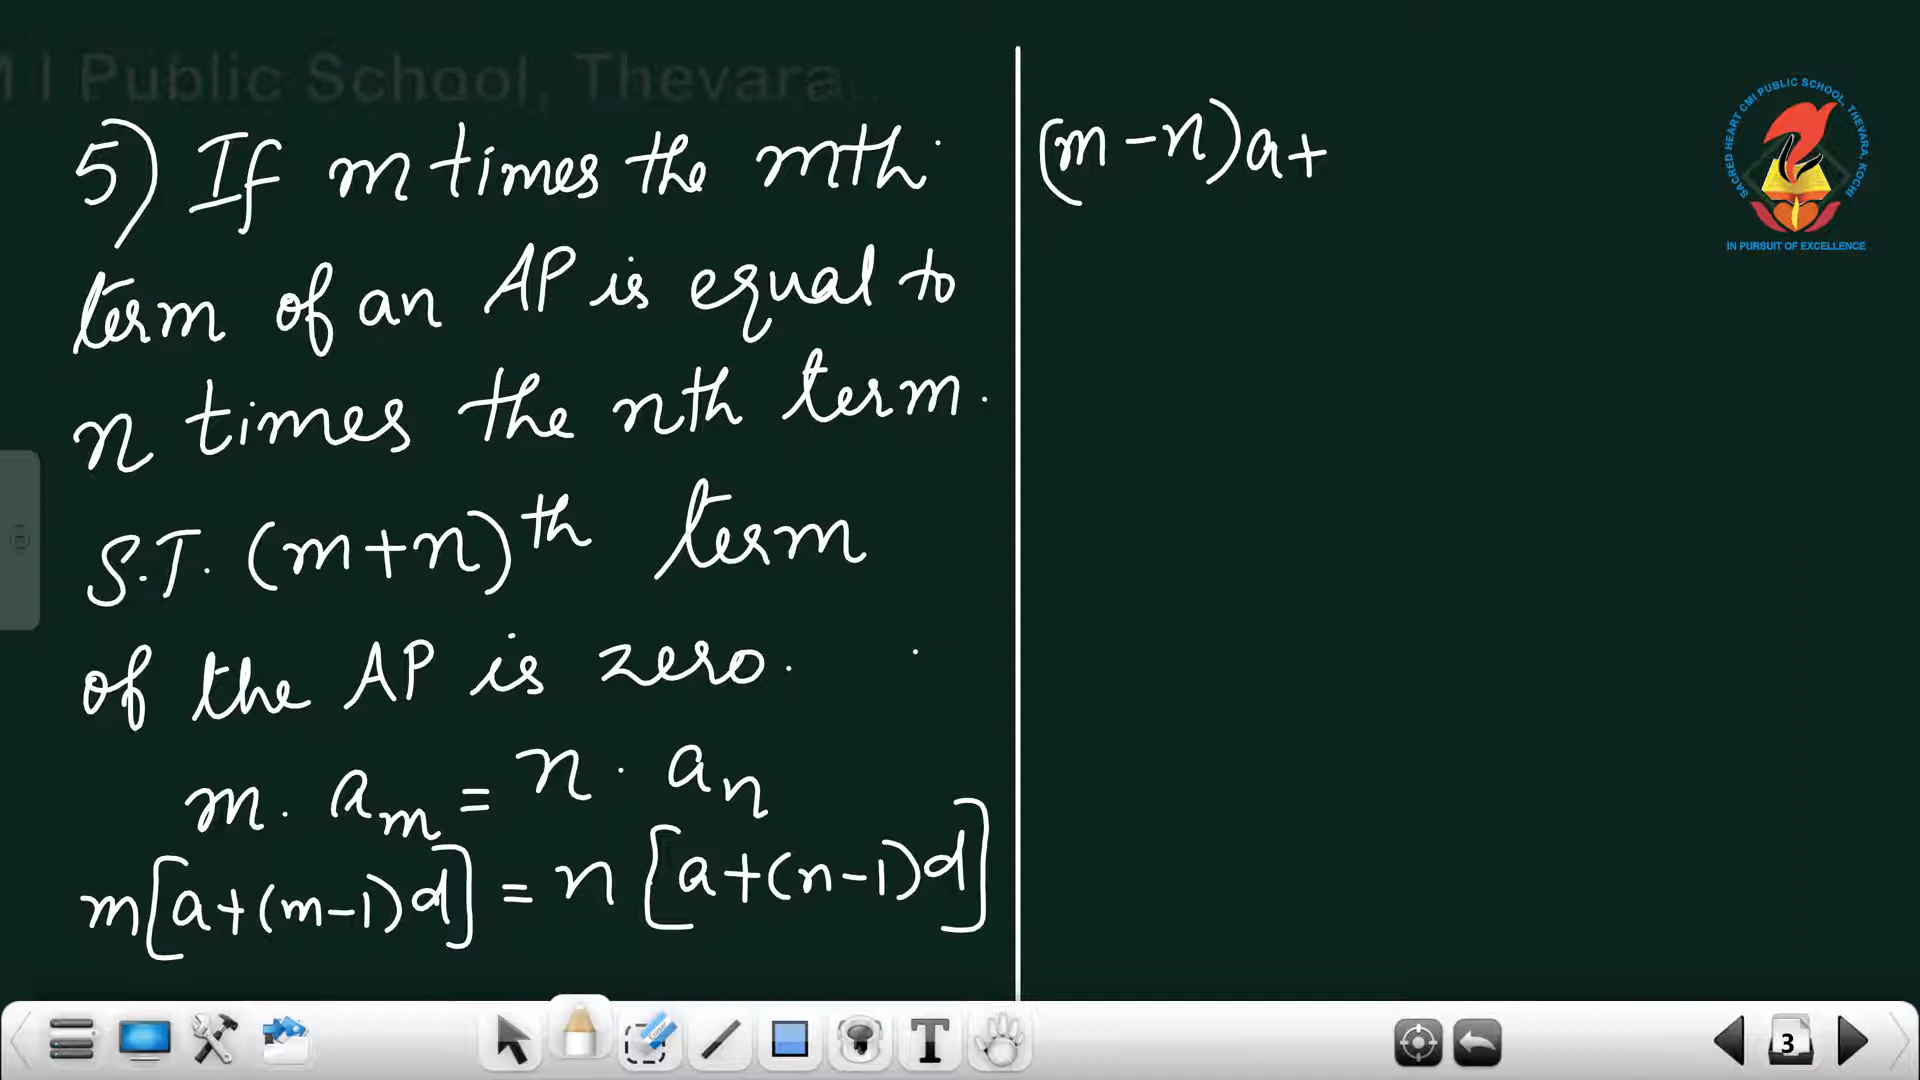 M I Public School, Thevara
5) If m times the mth
term of an AP is equal to
n times the nth term.
S.T. (m+n)th term
of the AP is zero.
m. am = n. an
m[a+(m-1)d] = n[a+(n-1)d]
(m-n)a+
SACRED HEART CMI PUBLIC SCHOOL, THEVARA, KOCHI
IN PURSUIT OF EXCELLENCE
T
3